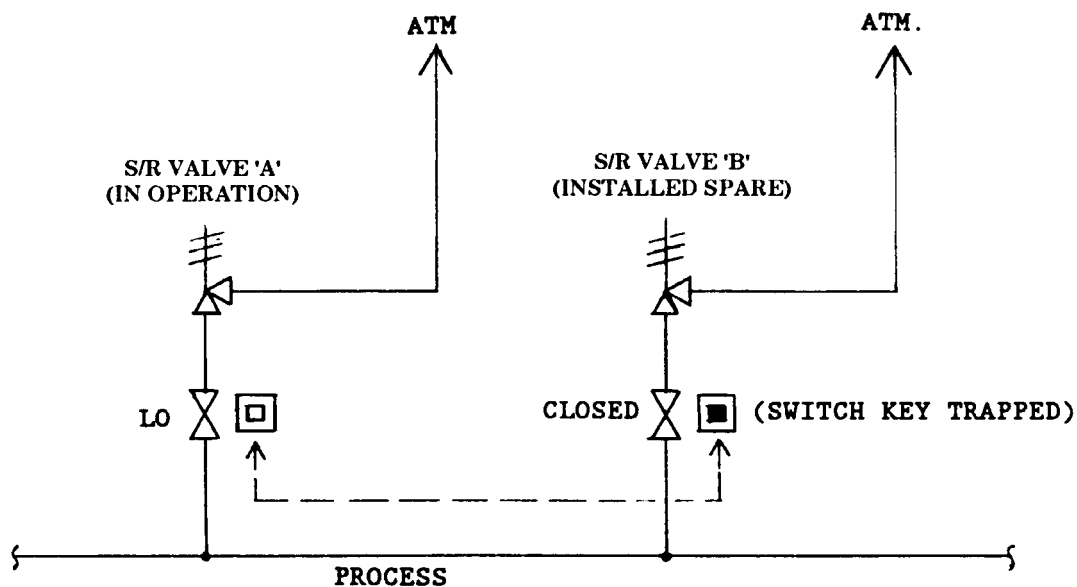 ATM
ATM.
S/R VALVE 'A'
(IN OPERATION)
S/R VALVE 'B'
(INSTALLED SPARE)
LO
CLOSED
(SWITCH KEY TRAPPED)
PROCESS